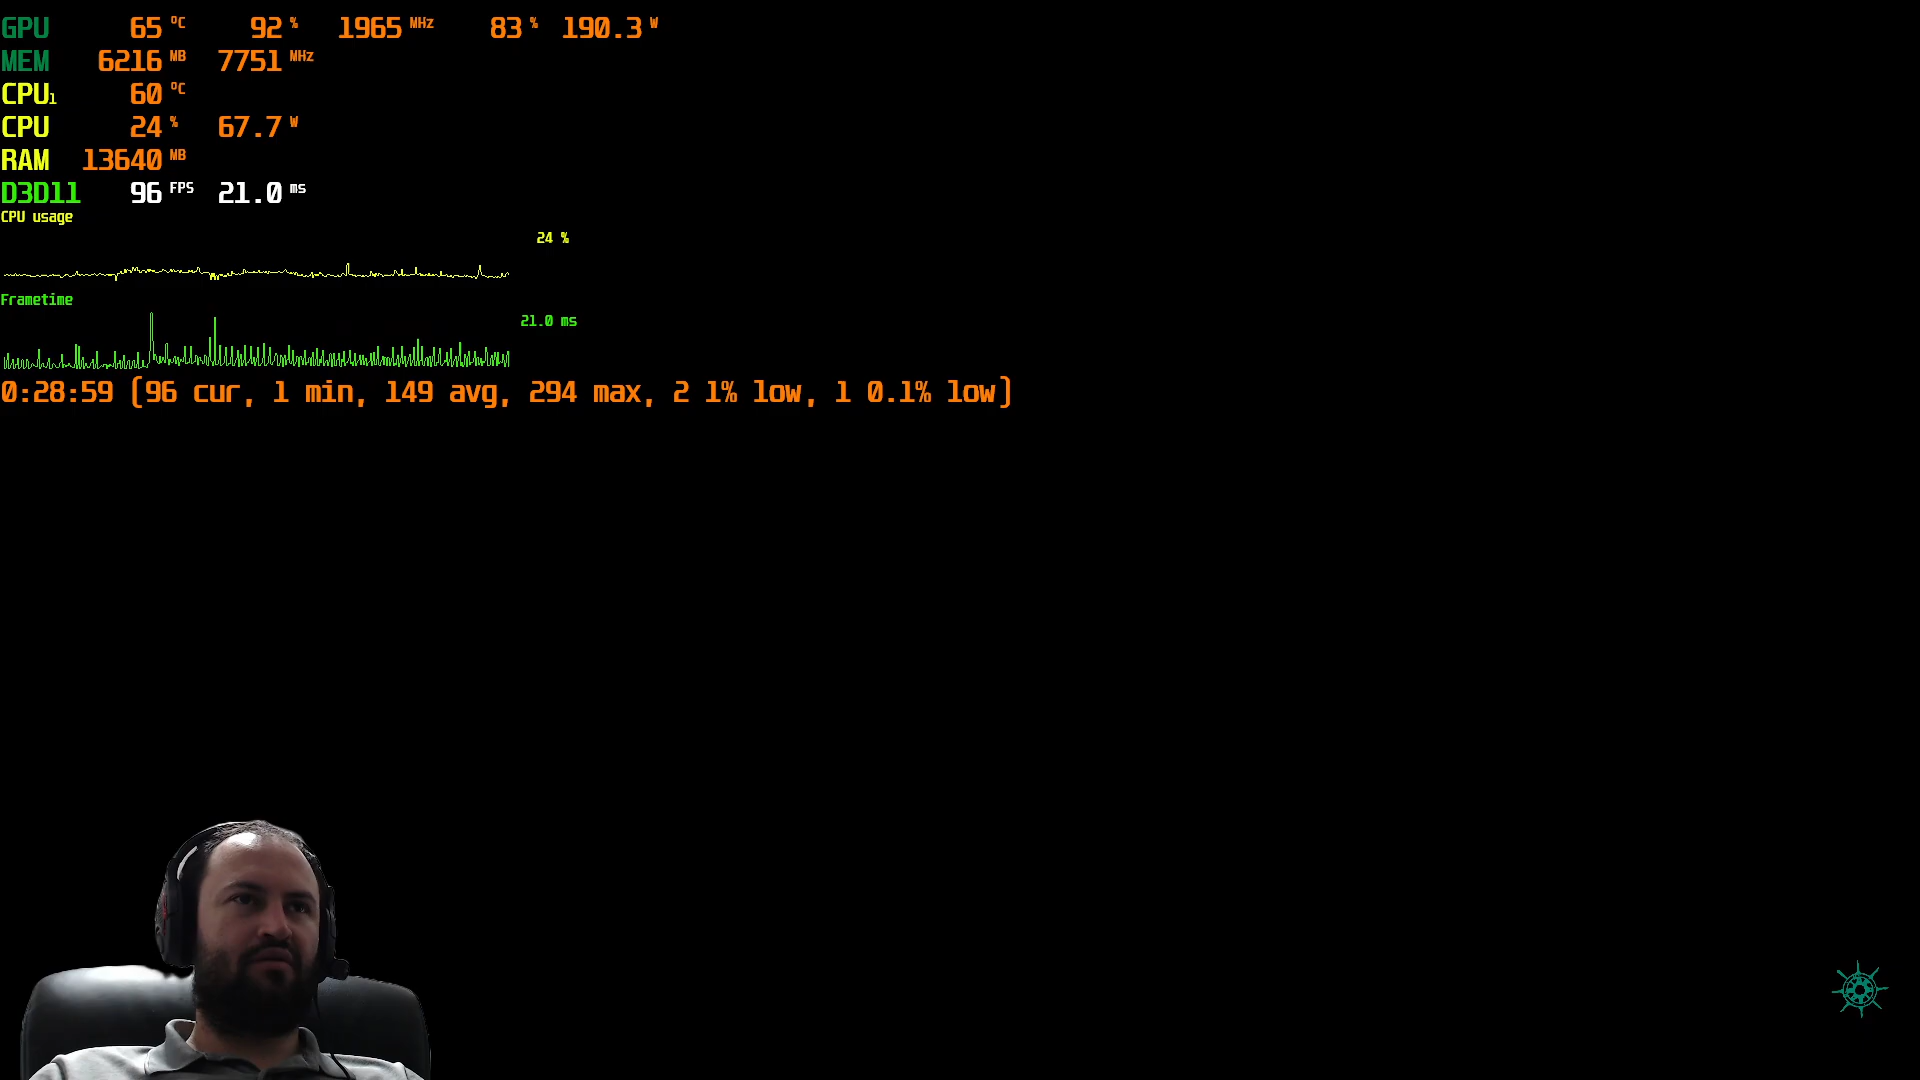 GPU 65 °C 92 % 1965 MHz 83 % 190.3 W
MEM 6216 MB 7751 MHz
CPU1 60 °C
CPU 24 % 67.7 W
RAM 13640 MB
D3D11 96 FPS 21.0 ms
CPU usage
24 %
Frametime
21.0 ms
0:28:59 [96 cur, 1 min, 149 avg, 294 max, 2 1% low, 1 0.1% low]